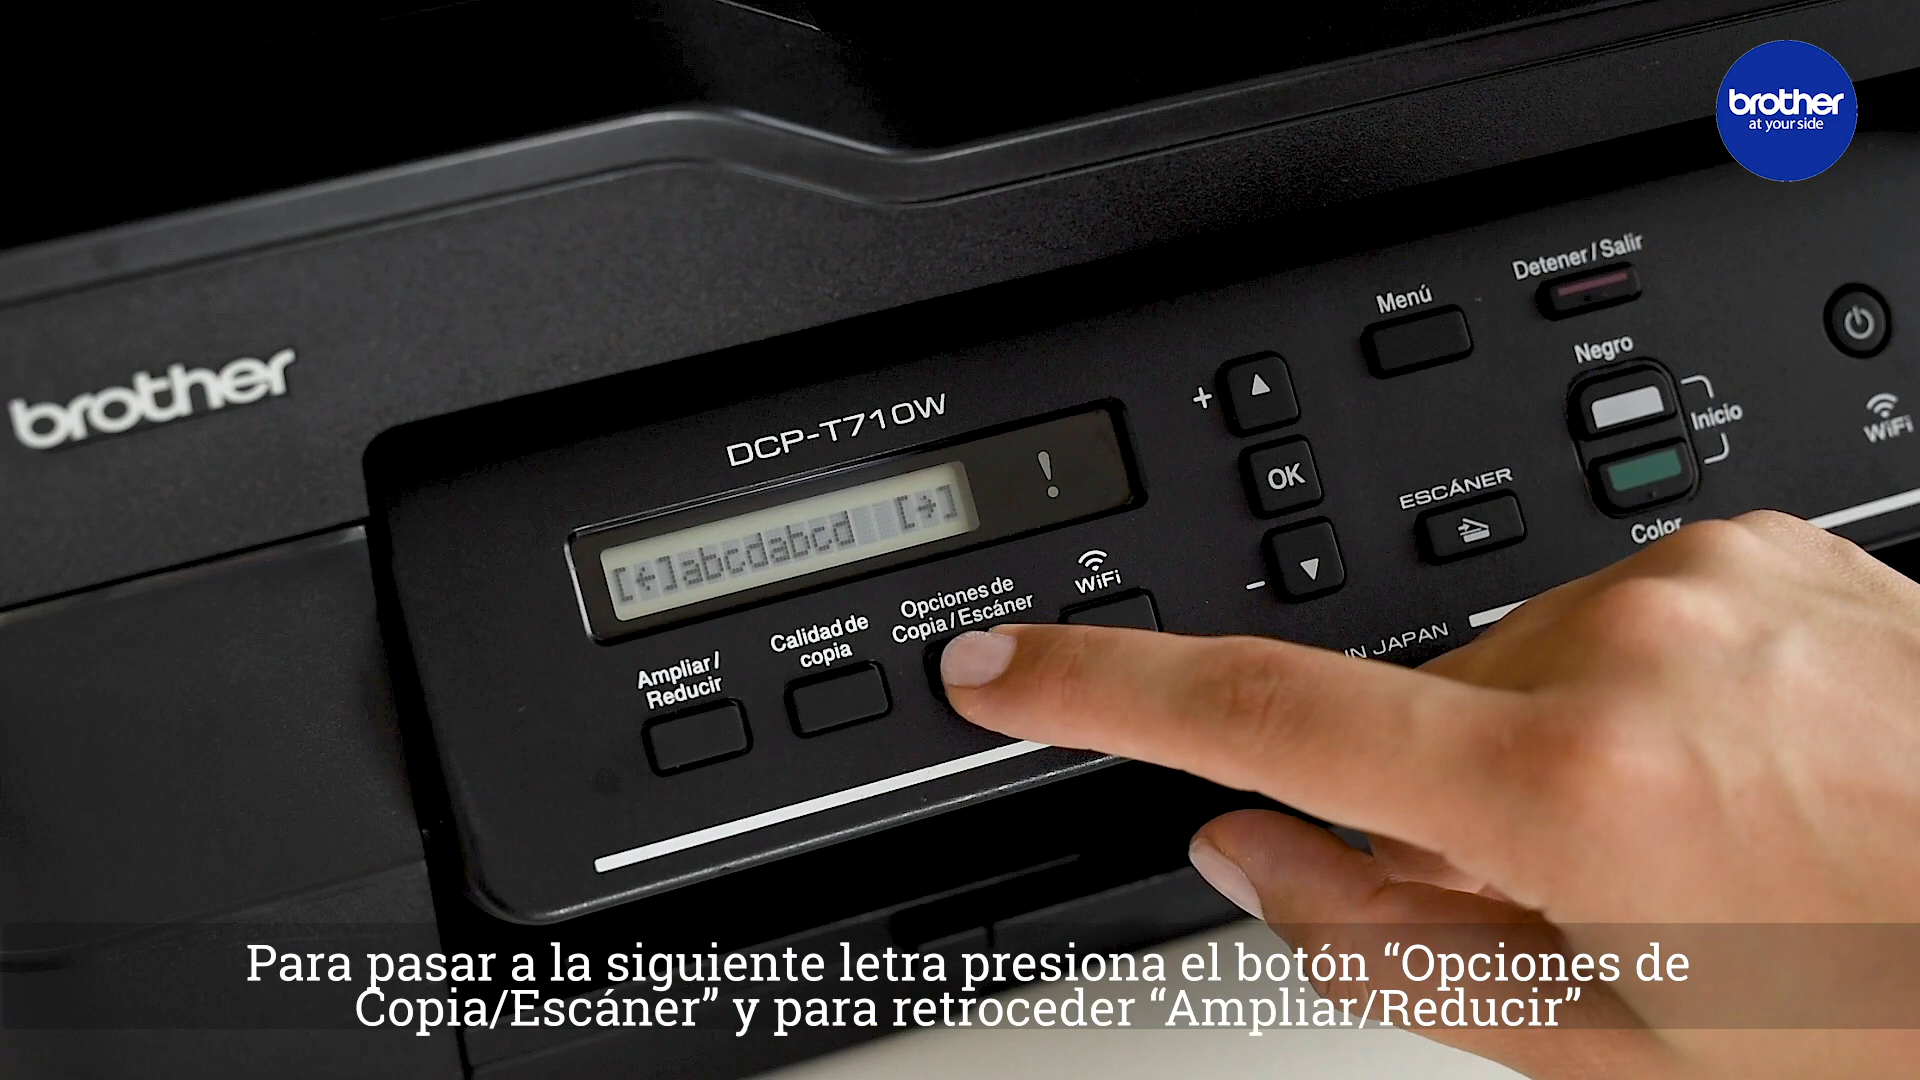 brother
at your side
Detener/Salir
Menú
Negro
brother
Inicio
WiFi
DCP-T710W
+
OK
!
ESCÁNER
[←]abcdabcd [→]
Color
WiFi
-
Opciones de
Copia/Escáner
Calidad de
copia
IN JAPAN
Ampliar/
Reducir
Para pasar a la siguiente letra presiona el botón “Opciones de
Copia/Escáner” y para retroceder “Ampliar/Reducir”